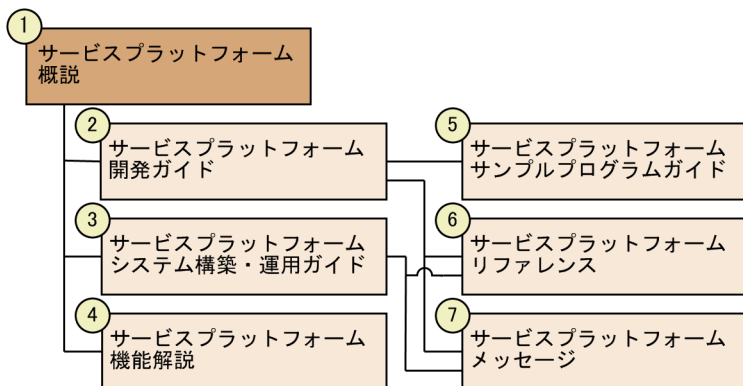 1
サービスプラットフォーム
概説
2
サービスプラットフォーム
開発ガイド
3
サービスプラットフォーム
システム構築・運用ガイド
4
サービスプラットフォーム
機能解説
5
サービスプラットフォーム
サンプルプログラムガイド
6
サービスプラットフォーム
リファレンス
7
サービスプラットフォーム
メッセージ